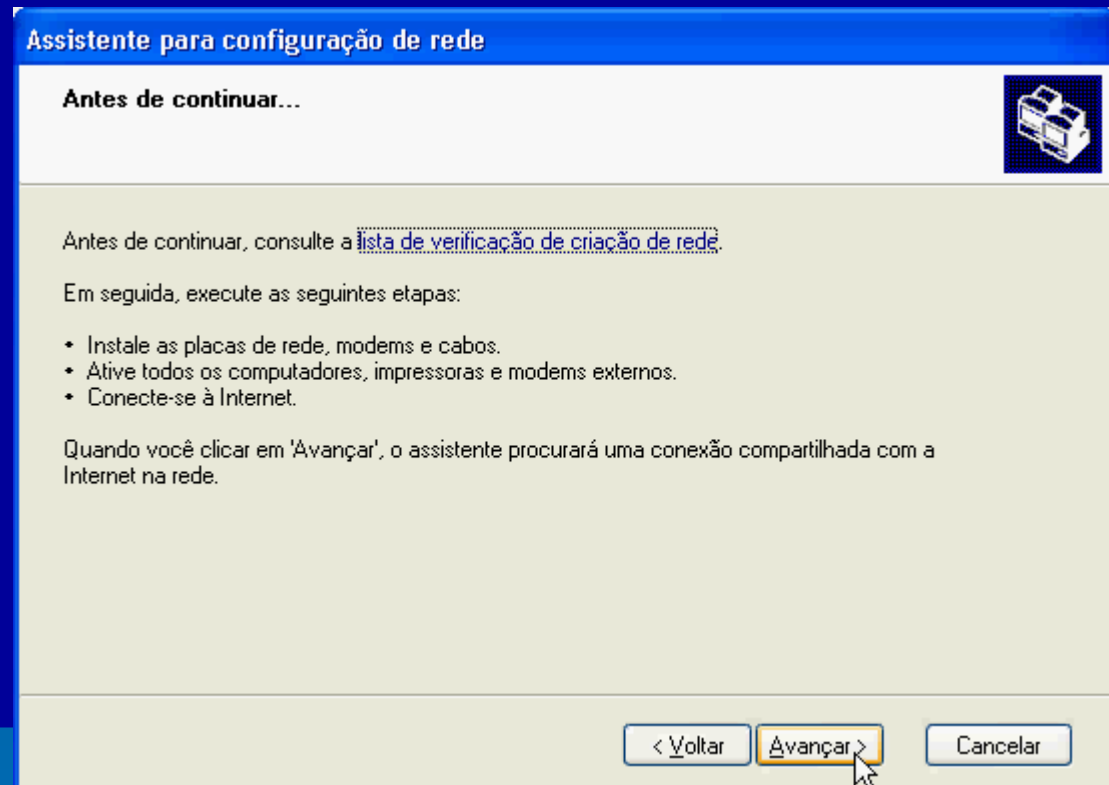 Assistente para configuração de rede
Antes de continuar...
Antes de continuar, consulte a lista de verificação de criação de rede.
Em seguida, execute as seguintes etapas:
• Instale as placas de rede, modems e cabos.
• Ative todos os computadores, impressoras e modems externos.
• Conecte-se à Internet.
Quando você clicar em 'Avançar', o assistente procurará uma conexão compartilhada com a
Internet na rede.
< Voltar Avançar > Cancelar